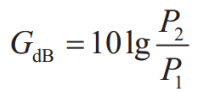 G_dB = 10 lg P_2/P_1